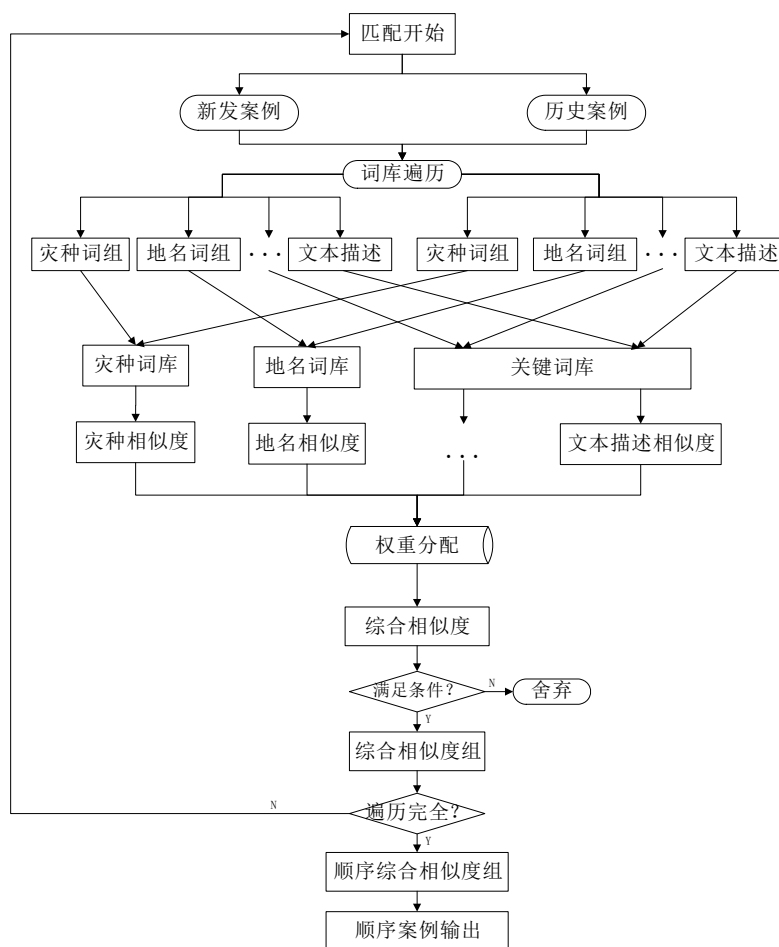 匹配开始
新发案例
历史案例
词库遍历
灾种词组
地名词组
...
文本描述
灾种词组
地名词组
...
文本描述
灾种词库
地名词库
关键词库
灾种相似度
地名相似度
...
文本描述相似度
权重分配
综合相似度
满足条件?
N
舍弃
Y
综合相似度组
遍历完全?
N
Y
顺序综合相似度组
顺序案例输出